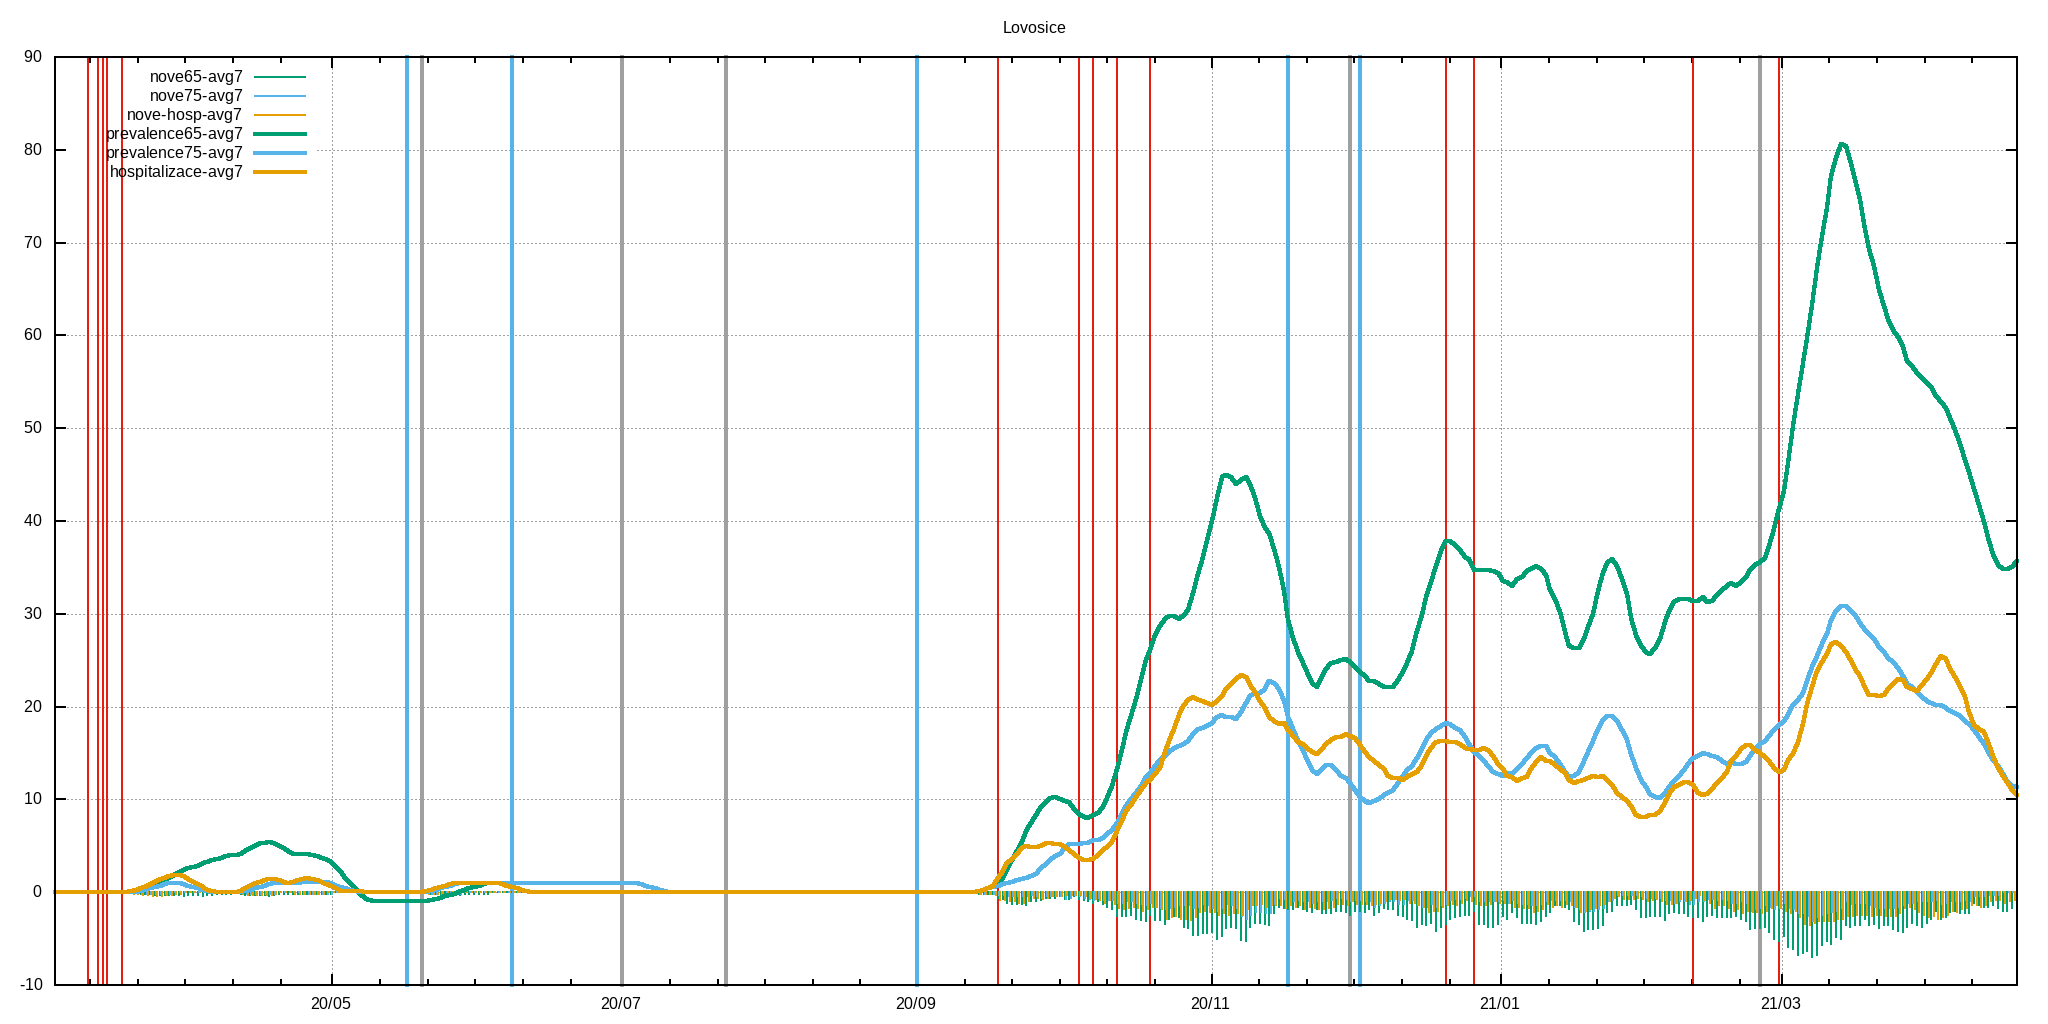 Lovosice
90
80
70
60
50
40
30
20
10
0
-10
nove65-avg7
nove75-avg7
nove-hosp-avg7
prevalence65-avg7
prevalence75-avg7
hospitalizace-avg7
20/05 20/07 20/09 20/11 21/01 21/03